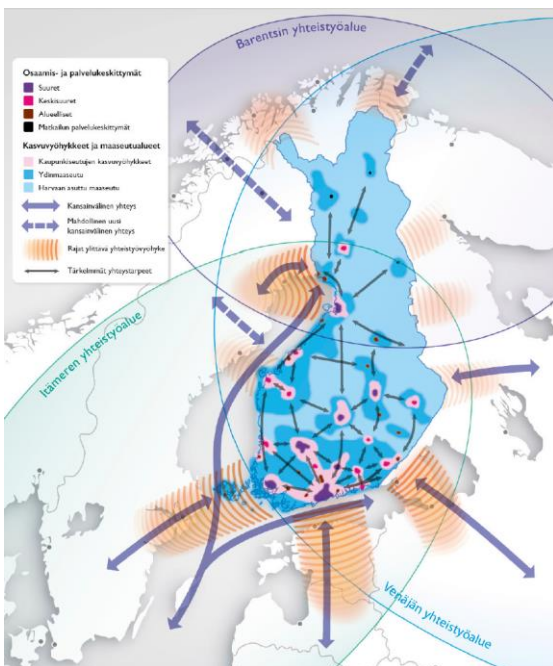 Barentsin yhteistyöalue
Osaamis- ja palvelukeskittymät
Suuret
Keskisuuret
Alueelliset
Matkailun palvelukeskittymät
Kasvuvyöhykkeet ja maaseutualueet
Kaupunkiseutujen kasvuvyöhykkeet
Ydinmaaseutu
Harvaan asuttu maaseutu
Kansainvälinen yhteys
Mahdollinen uusi
kansainvälinen yhteys
Rajat ylittävä yhteistyövyöhyke
Tärkeimmät yhteystarpeet
Itämeren yhteistyöalue
Venäjän yhteistyöalue